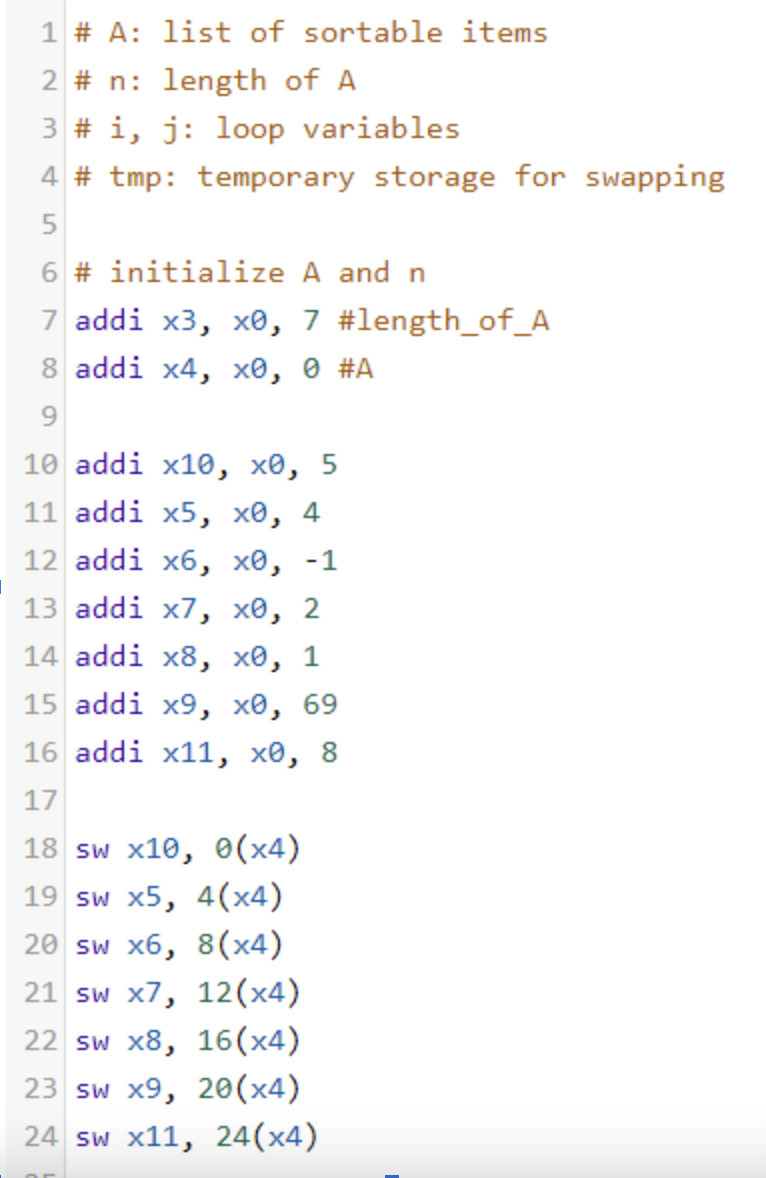 1 # A: list of sortable items
2 # n: length of A
3 # i, j: loop variables
4 # tmp: temporary storage for swapping
5
6 # initialize A and n
7 addi x3, x0, 7 #length_of_A
8 addi x4, x0, 0 #A
9
10 addi x10, x0, 5
11 addi x5, x0, 4
12 addi x6, x0, -1
13 addi x7, x0, 2
14 addi x8, x0, 1
15 addi x9, x0, 69
16 addi x11, x0, 8
17
18 sw x10, 0(x4)
19 sw x5, 4(x4)
20 sw x6, 8(x4)
21 sw x7, 12(x4)
22 sw x8, 16(x4)
23 sw x9, 20(x4)
24 sw x11, 24(x4)